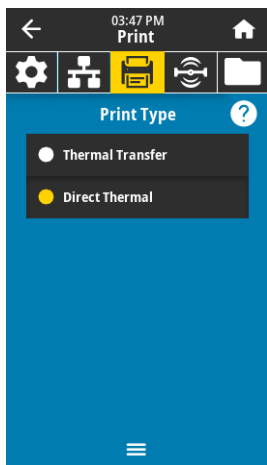 03:47 PM
Print
Print Type
?
Thermal Transfer
Direct Thermal